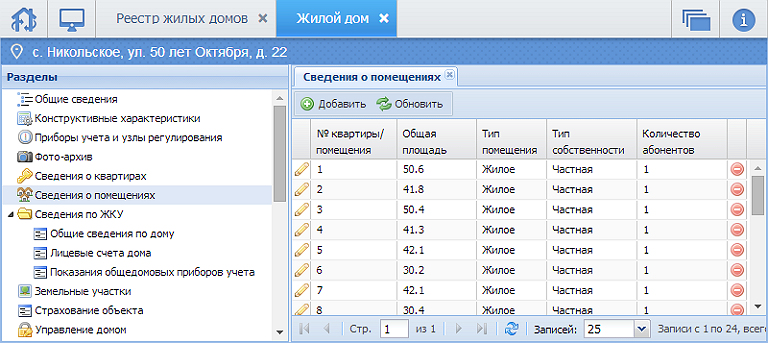 Реестр жилых домов
Жилой дом
с. Никольское, ул. 50 лет Октября, д. 22
Разделы
Общие сведения
Конструктивные характеристики
Приборы учета и узлы регулирования
Фото-архив
Сведения о квартирах
Сведения о помещениях
Сведения по ЖКУ
Общие сведения по дому
Лицевые счета дома
Показания общедомовых приборов учета
Земельные участки
Страхование объекта
Управление домом
Сведения о помещениях
Добавить Обновить
№ квартиры/ Общая Тип Тип Количество
помещения площадь помещения собственности абонентов
1 50.6 Жилое Частная 1
2 41.8 Жилое Частная 1
3 50.4 Жилое Частная 1
4 41.3 Жилое Частная 1
5 42.1 Жилое Частная 1
6 30.2 Жилое Частная 1
7 42.1 Жилое Частная 1
8 30.4 Жилое Частная 1
Стр. 1 из 1 Записей: 25 Записи с 1 по 24, всего